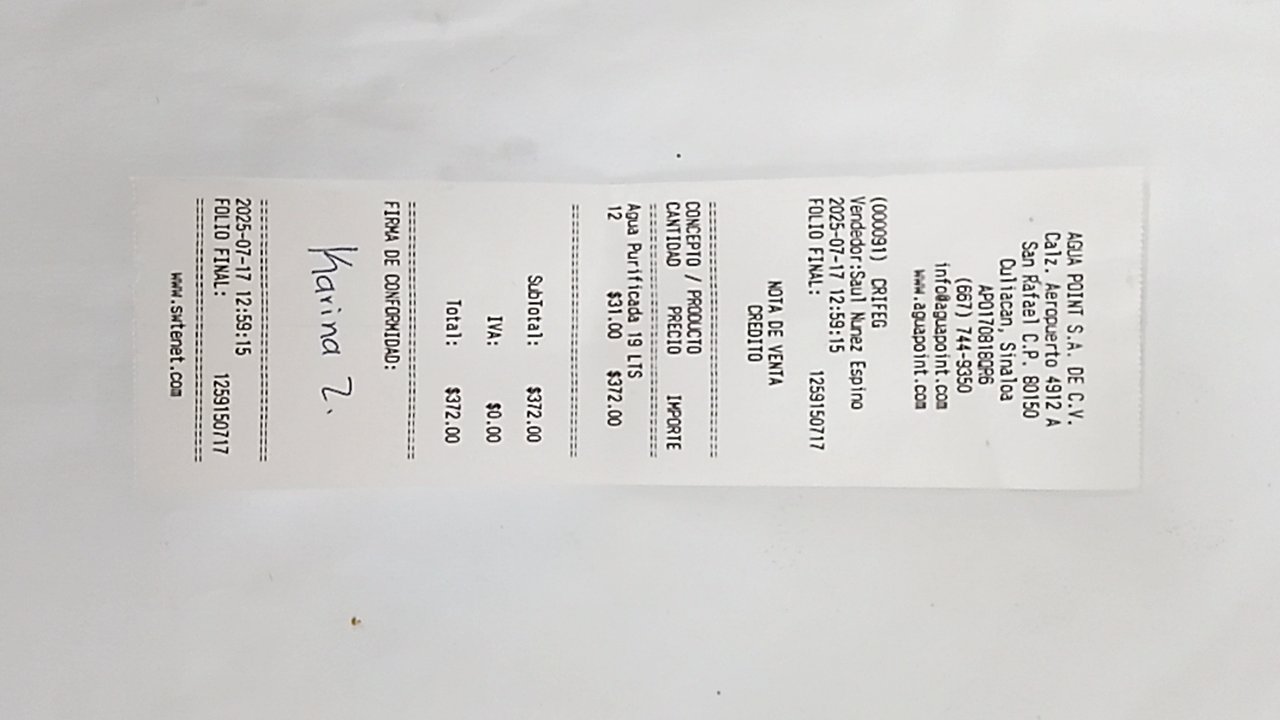 AGUA POINT S.A. DE C.V.
Calz. Aeropuerto 4912 A
San Rafael C.P. 80150
Culiacan, Sinaloa
APO170818QR6
(667) 744-9350
info@aguapoint.com
www.aguapoint.com
(000091) CRIFEG
Vendedor:Saul Nunez Espino
2025-07-17 12:59:15
FOLIO FINAL: 1259150717
NOTA DE VENTA
CREDITO
CONCEPTO / PRODUCTO
CANTIDAD PRECIO IMPORTE
Agua Purificada 19 LTS
12 $31.00 $372.00
SubTotal: $372.00
IVA: $0.00
Total: $372.00
FIRMA DE CONFORMIDAD:
Karina Z.
2025-07-17 12:59:15
FOLIO FINAL: 1259150717
www.swtenet.com